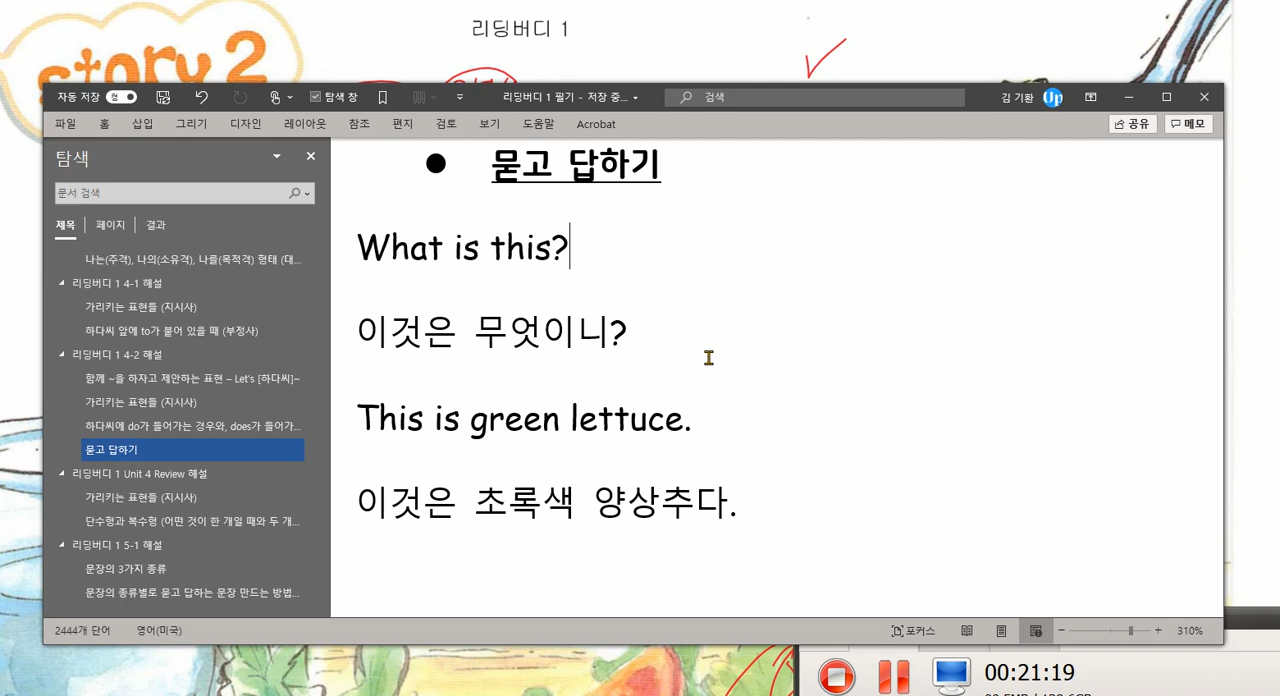 리딩버디 1
story 2
자동 저장
컴
탐색 창
리딩버디 1 필기 - 저장 중...
검색
김 기환
Up
파일 홈 삽입 그리기 디자인 레이아웃 참조 편지 검토 보기 도움말 Acrobat
공유
메모
탐색
문서 검색
제목 페이지 결과
나는(주격), 나의(소유격), 나를(목적격) 형태 (대...
리딩버디 1 4-1 해설
가리키는 표현들 (지시사)
하다씨 앞에 to가 붙어 있을 때 (부정사)
리딩버디 1 4-2 해설
함께 ~을 하자고 제안하는 표현 – Let's [하다씨]~
가리키는 표현들 (지시사)
하다씨에 do가 들어가는 경우와, does가 들어가...
묻고 답하기
리딩버디 1 Unit 4 Review 해설
가리키는 표현들 (지시사)
단수형과 복수형 (어떤 것이 한 개일 때와 두 개...
리딩버디 1 5-1 해설
문장의 3가지 종류
문장의 종류별로 묻고 답하는 문장 만드는 방법...
● 묻고 답하기
What is this?
이것은 무엇이니?
This is green lettuce.
이것은 초록색 양상추다.
2444개 단어
영어(미국)
포커스
310%
00:21:19